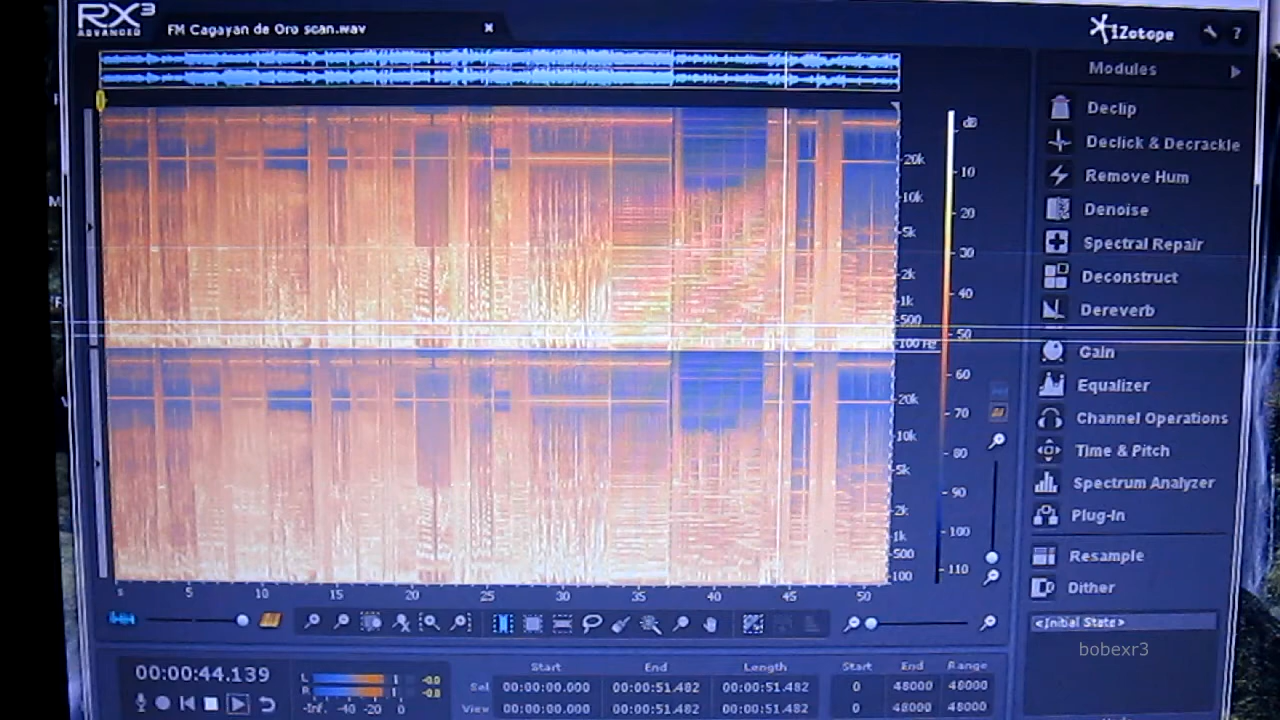 RX3
ADVANCED
FM Cagayan de Oro scan.wav
iZotope
?
Modules
Declip
Declick & Decrackle
Remove Hum
Denoise
Spectral Repair
Deconstruct
Dereverb
Gain
Equalizer
Channel Operations
Time & Pitch
Spectrum Analyzer
Plug-In
Resample
Dither
<Initial State>
bobexr3
dB
10
20
30
40
50
60
70
80
90
100
110
20k
10k
5k
2k
1k
500
100 Hz
20k
10k
5k
2k
1k
500
100
s 5 10 15 20 25 30 35 40 45 50
00:00:44.139
L
R
-0.0
-0.8
-Inf. -40 -20 0
Start End Length Start End Range
Sel 00:00:00.000 00:00:51.482 00:00:51.482 0 48000 48000
View 00:00:00.000 00:00:51.482 00:00:51.482 0 48000 48000